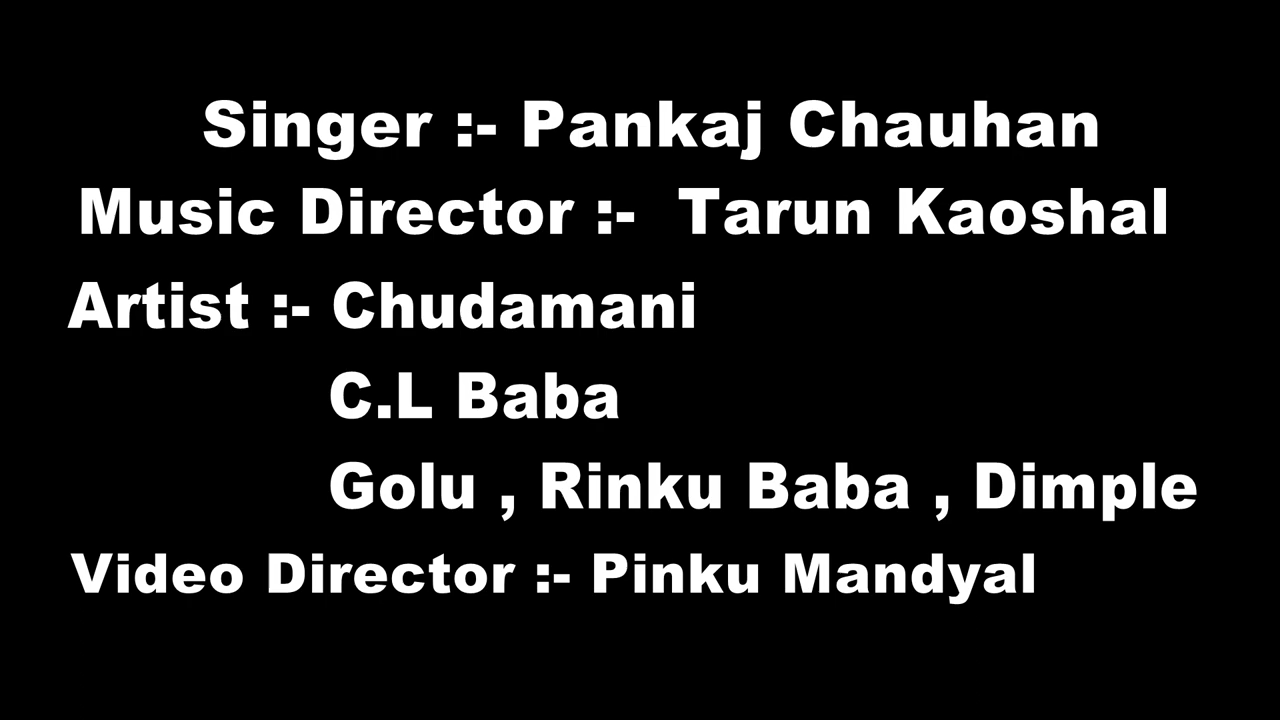 Singer :- Pankaj Chauhan
Music Director :- Tarun Kaoshal
Artist :- Chudamani
C.L Baba
Golu , Rinku Baba , Dimple
Video Director :- Pinku Mandyal